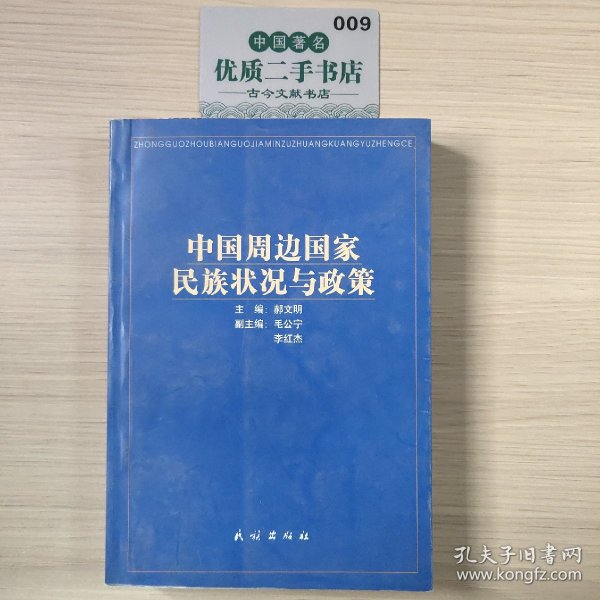 009
中国著名
优质二手书店
古今文献书店
ZHONGGUOZHOUBIANGUOJIAMINZUZHUANGKUANGYUZHENGCE
中国周边国家
民族状况与政策
主 编：郝文明
副主编：毛公宁
李红杰
民族出版社
孔夫子旧书网
www.kongfz.com